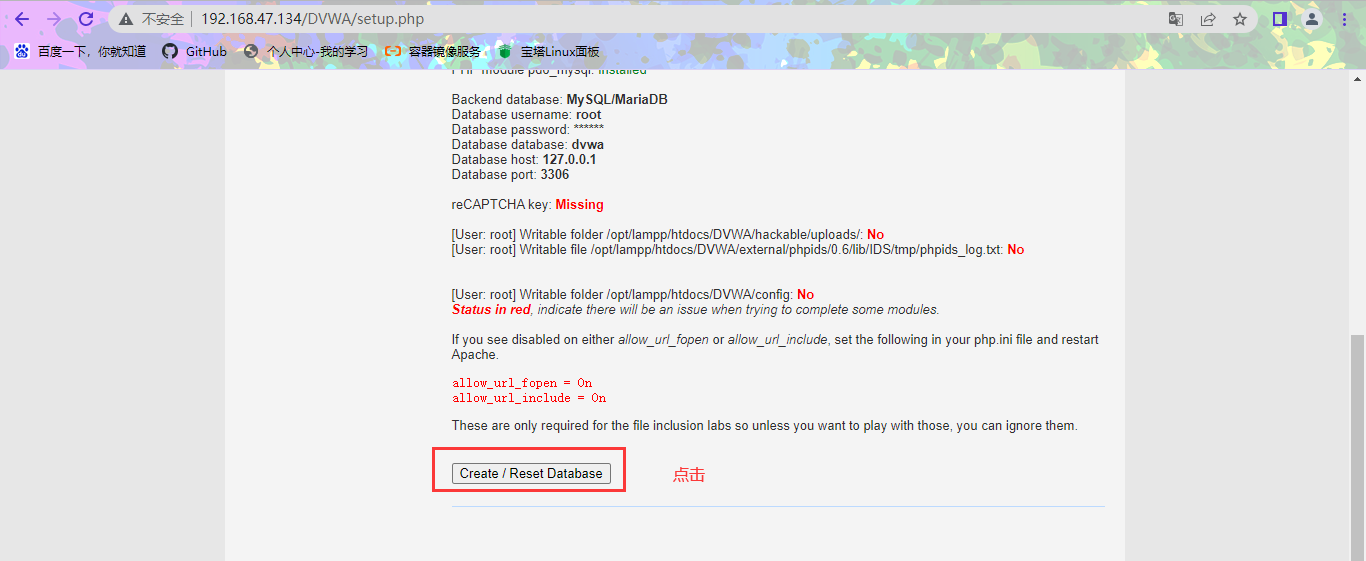 不安全 192.168.47.134/DVWA/setup.php
百度一下，你就知道 GitHub 个人中心-我的学习 容器镜像服务 宝塔Linux面板
PHP module pdo_mysql: Installed
Backend database: MySQL/MariaDB
Database username: root
Database password: ******
Database database: dvwa
Database host: 127.0.0.1
Database port: 3306
reCAPTCHA key: Missing
[User: root] Writable folder /opt/lampp/htdocs/DVWA/hackable/uploads/: No
[User: root] Writable file /opt/lampp/htdocs/DVWA/external/phpids/0.6/lib/IDS/tmp/phpids_log.txt: No
[User: root] Writable folder /opt/lampp/htdocs/DVWA/config: No
Status in red, indicate there will be an issue when trying to complete some modules.
If you see disabled on either allow_url_fopen or allow_url_include, set the following in your php.ini file and restart
Apache.
allow_url_fopen = On
allow_url_include = On
These are only required for the file inclusion labs so unless you want to play with those, you can ignore them.
Create / Reset Database 点击